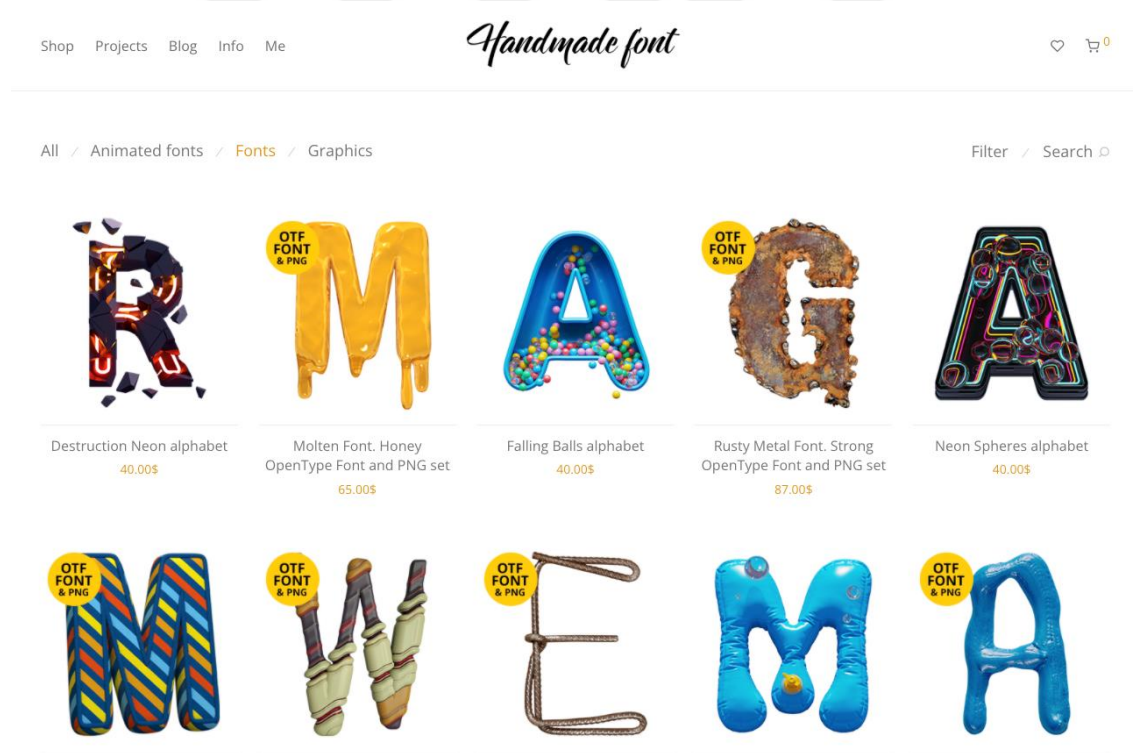 Shop Projects Blog Info Me
Handmade font
0
All / Animated fonts / Fonts / Graphics
Filter / Search
R
OTF
FONT
& PNG
M
A
OTF
FONT
& PNG
G
A
Destruction Neon alphabet
40.00$
Molten Font. Honey
OpenType Font and PNG set
65.00$
Falling Balls alphabet
40.00$
Rusty Metal Font. Strong
OpenType Font and PNG set
87.00$
Neon Spheres alphabet
40.00$
OTF
FONT
& PNG
M
OTF
FONT
& PNG
W
OTF
FONT
& PNG
E
M
OTF
FONT
& PNG
A